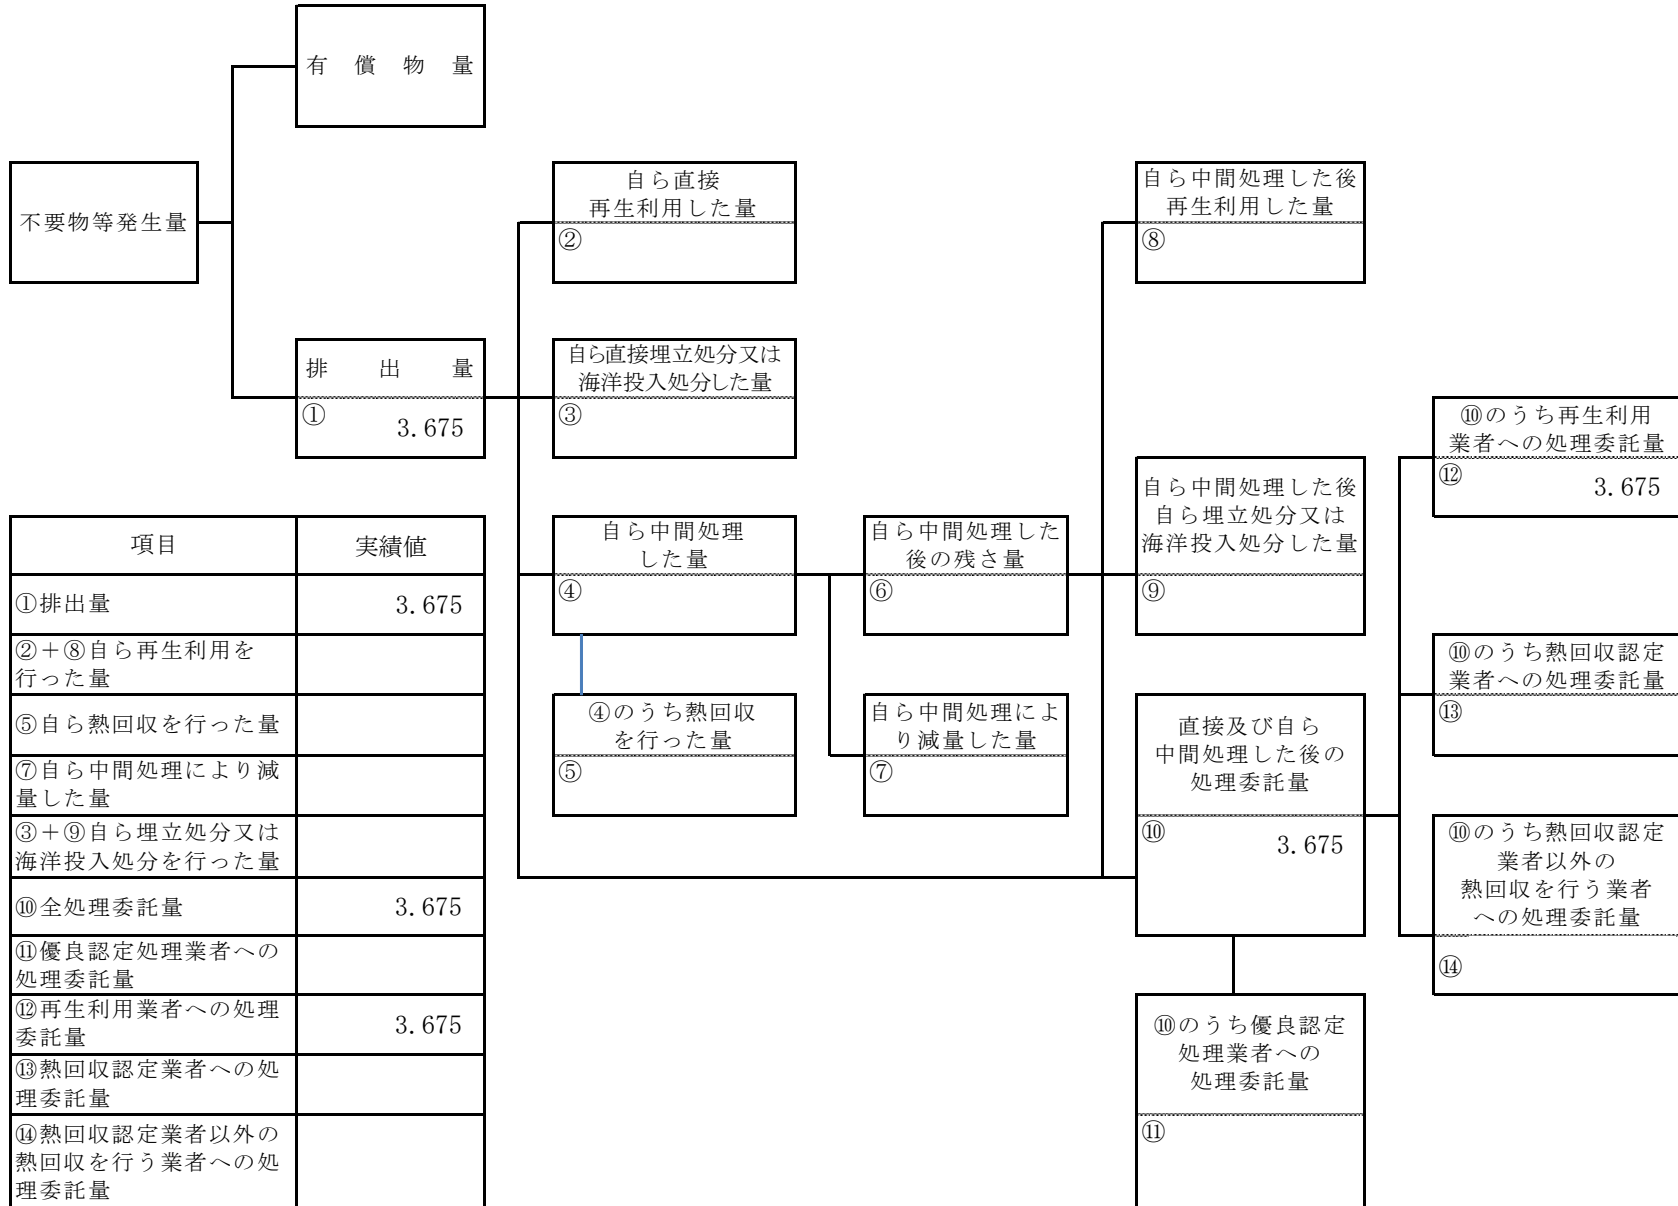 有償物量
不要物等発生量
自ら直接
再生利用した量
②
自ら中間処理した後
再生利用した量
⑧
排出量
①
3.675
自ら直接埋立処分又は
海洋投入処分した量
③
⑩のうち再生利用
業者への処理委託量
⑫
3.675
自ら中間処理
した量
④
自ら中間処理した
後の残さ量
⑥
自ら中間処理した後
自ら埋立処分又は
海洋投入処分した量
⑨
④のうち熱回収
を行った量
⑤
自ら中間処理によ
り減量した量
⑦
直接及び自ら
中間処理した後の
処理委託量
⑩
3.675
⑩のうち熱回収認定
業者への処理委託量
⑬
⑩のうち熱回収認定
業者以外の
熱回収を行う業者
への処理委託量
⑭
⑩のうち優良認定
処理業者への
処理委託量
⑪
項目 実績値
①排出量 3.675
②+⑧自ら再生利用を
行った量
⑤自ら熱回収を行った量
⑦自ら中間処理により減
量した量
③+⑨自ら埋立処分又は
海洋投入処分を行った量
⑩全処理委託量 3.675
⑪優良認定処理業者への
処理委託量
⑫再生利用業者への処理
委託量 3.675
⑬熱回収認定業者への処
理委託量
⑭熱回収認定業者以外の
熱回収を行う業者への処
理委託量